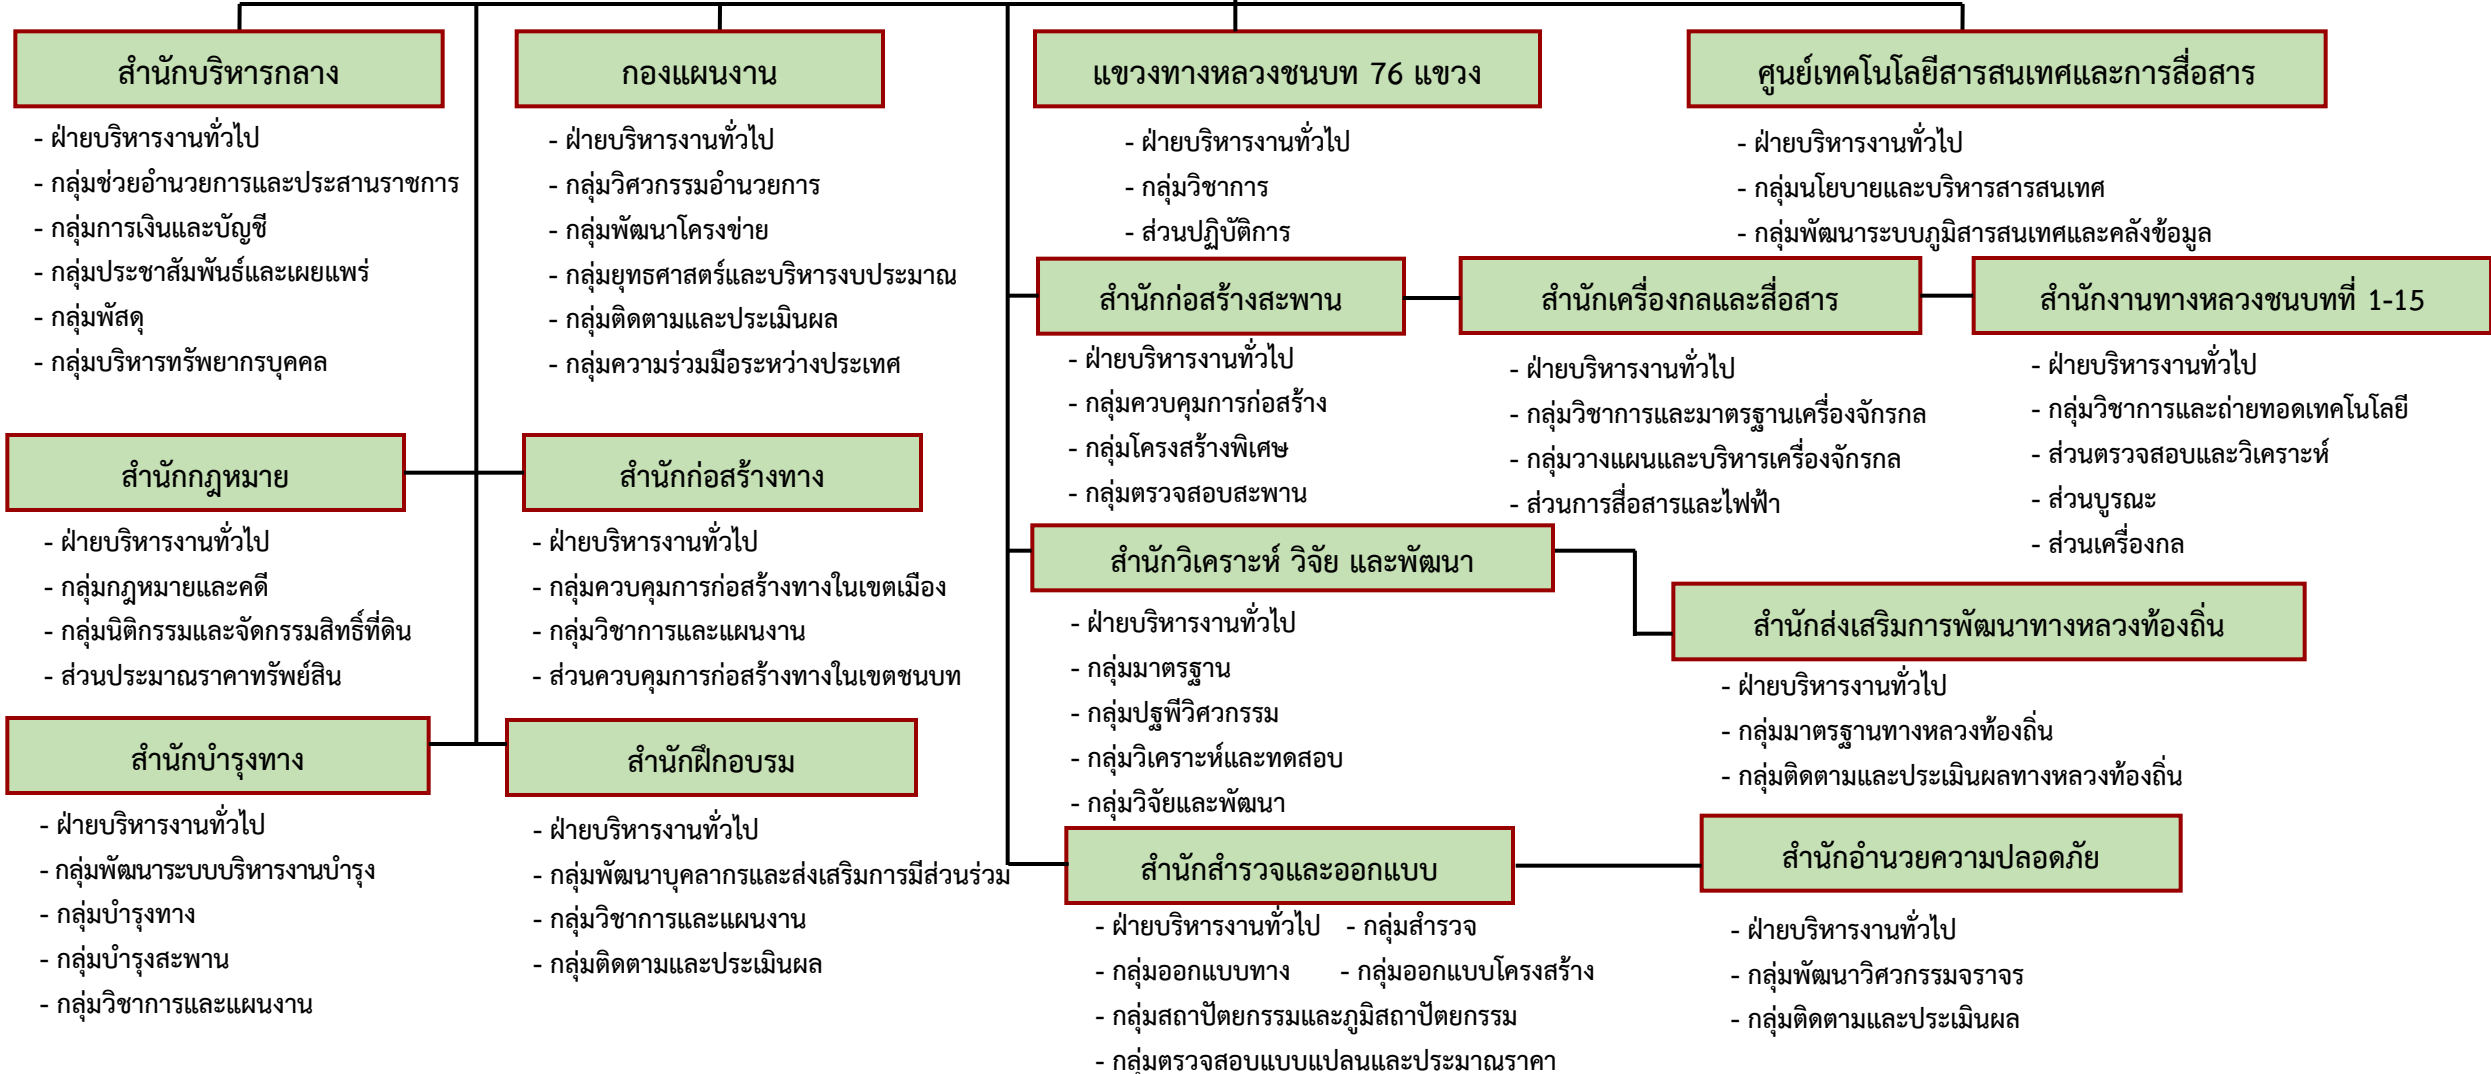 สำนักบริหารกลาง
- ฝ่ายบริหารงานทั่วไป
- กลุ่มช่วยอำนวยการและประสานราชการ
- กลุ่มการเงินและบัญชี
- กลุ่มประชาสัมพันธ์และเผยแพร่
- กลุ่มพัสดุ
- กลุ่มบริหารทรัพยากรบุคคล
กองแผนงาน
- ฝ่ายบริหารงานทั่วไป
- กลุ่มวิศวกรรมอำนวยการ
- กลุ่มพัฒนาโครงข่าย
- กลุ่มยุทธศาสตร์และบริหารงบประมาณ
- กลุ่มติดตามและประเมินผล
- กลุ่มความร่วมมือระหว่างประเทศ
แขวงทางหลวงชนบท 76 แขวง
- ฝ่ายบริหารงานทั่วไป
- กลุ่มวิชาการ
- ส่วนปฏิบัติการ
ศูนย์เทคโนโลยีสารสนเทศและการสื่อสาร
- ฝ่ายบริหารงานทั่วไป
- กลุ่มนโยบายและบริหารสารสนเทศ
- กลุ่มพัฒนาระบบภูมิสารสนเทศและคลังข้อมูล
สำนักก่อสร้างสะพาน
- ฝ่ายบริหารงานทั่วไป
- กลุ่มควบคุมการก่อสร้าง
- กลุ่มโครงสร้างพิเศษ
- กลุ่มตรวจสอบสะพาน
สำนักเครื่องกลและสื่อสาร
- ฝ่ายบริหารงานทั่วไป
- กลุ่มวิชาการและมาตรฐานเครื่องจักรกล
- กลุ่มวางแผนและบริหารเครื่องจักรกล
- ส่วนการสื่อสารและไฟฟ้า
สำนักงานทางหลวงชนบทที่ 1-15
- ฝ่ายบริหารงานทั่วไป
- กลุ่มวิชาการและถ่ายทอดเทคโนโลยี
- ส่วนตรวจสอบและวิเคราะห์
- ส่วนบูรณะ
- ส่วนเครื่องกล
สำนักกฎหมาย
- ฝ่ายบริหารงานทั่วไป
- กลุ่มกฎหมายและคดี
- กลุ่มนิติกรรมและจัดกรรมสิทธิ์ที่ดิน
- ส่วนประมาณราคาทรัพย์สิน
สำนักก่อสร้างทาง
- ฝ่ายบริหารงานทั่วไป
- กลุ่มควบคุมการก่อสร้างทางในเขตเมือง
- กลุ่มวิชาการและแผนงาน
- ส่วนควบคุมการก่อสร้างทางในเขตชนบท
สำนักวิเคราะห์ วิจัย และพัฒนา
- ฝ่ายบริหารงานทั่วไป
- กลุ่มมาตรฐาน
- กลุ่มปฐพีวิศวกรรม
- กลุ่มวิเคราะห์และทดสอบ
- กลุ่มวิจัยและพัฒนา
สำนักส่งเสริมการพัฒนาทางหลวงท้องถิ่น
- ฝ่ายบริหารงานทั่วไป
- กลุ่มมาตรฐานทางหลวงท้องถิ่น
- กลุ่มติดตามและประเมินผลทางหลวงท้องถิ่น
สำนักบำรุงทาง
- ฝ่ายบริหารงานทั่วไป
- กลุ่มพัฒนาระบบบริหารงานบำรุง
- กลุ่มบำรุงทาง
- กลุ่มบำรุงสะพาน
- กลุ่มวิชาการและแผนงาน
สำนักฝึกอบรม
- ฝ่ายบริหารงานทั่วไป
- กลุ่มพัฒนาบุคลากรและส่งเสริมการมีส่วนร่วม
- กลุ่มวิชาการและแผนงาน
- กลุ่มติดตามและประเมินผล
สำนักสำรวจและออกแบบ
- ฝ่ายบริหารงานทั่วไป - กลุ่มสำรวจ
- กลุ่มออกแบบทาง - กลุ่มออกแบบโครงสร้าง
- กลุ่มสถาปัตยกรรมและภูมิสถาปัตยกรรม
- กลุ่มตรวจสอบแบบแปลนและประมาณราคา
สำนักอำนวยความปลอดภัย
- ฝ่ายบริหารงานทั่วไป
- กลุ่มพัฒนาวิศวกรรมจราจร
- กลุ่มติดตามและประเมินผล